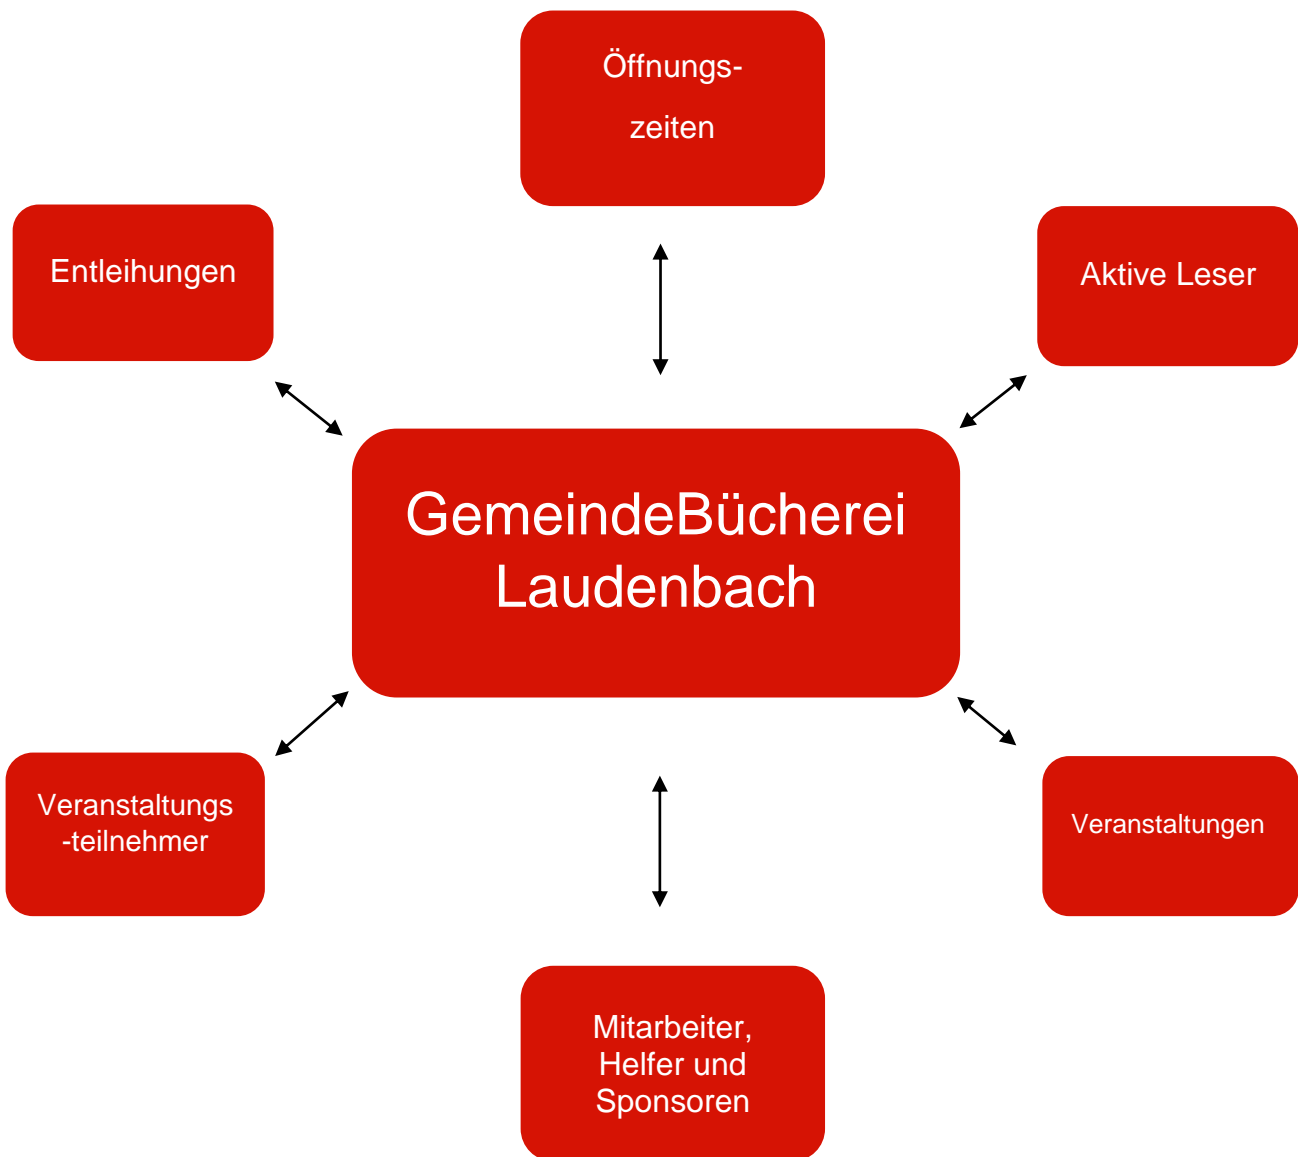 Öffnungs-
zeiten
Entleihungen
Aktive Leser
GemeindeBücherei
Laudenbach
Veranstaltungs
-teilnehmer
Veranstaltungen
Mitarbeiter,
Helfer und
Sponsoren